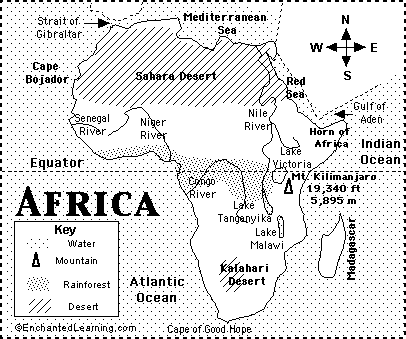 Strait of
Gibraltar
Mediterranean
Sea
N
W
E
S
Cape
Bojador
Sahara Desert
Red
Sea
Gulf of
Aden
Senegal
River
Niger
River
Nile
River
Horn of
Africa
Indian
Ocean
Lake
Victoria
Equator
Mt. Kilimanjaro
19,340 ft
5,895 m
Congo
River
Lake
Tanganyika
Lake
Malawi
AFRICA
Key
Water
Mountain
Rainforest
Desert
Atlantic
Ocean
Kalahari
Desert
Madagascar
©EnchantedLearning.com
Cape of Good Hope